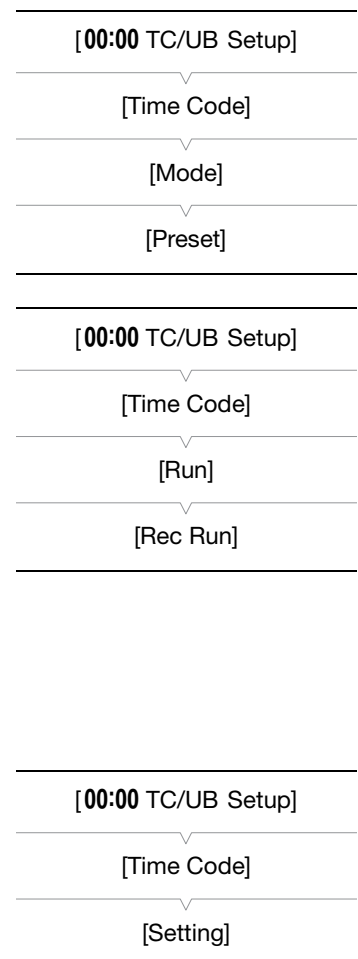 [00:00 TC/UB Setup]
[Time Code]
[Mode]
[Preset]
[00:00 TC/UB Setup]
[Time Code]
[Run]
[Rec Run]
[00:00 TC/UB Setup]
[Time Code]
[Setting]